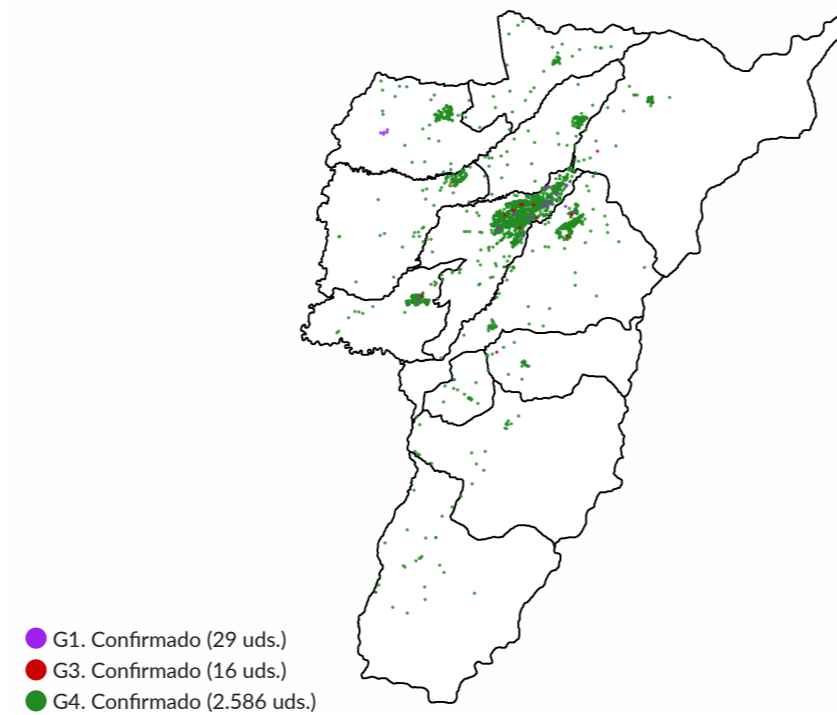 G1. Confirmado (29 uds.)
G3. Confirmado (16 uds.)
G4. Confirmado (2.586 uds.)